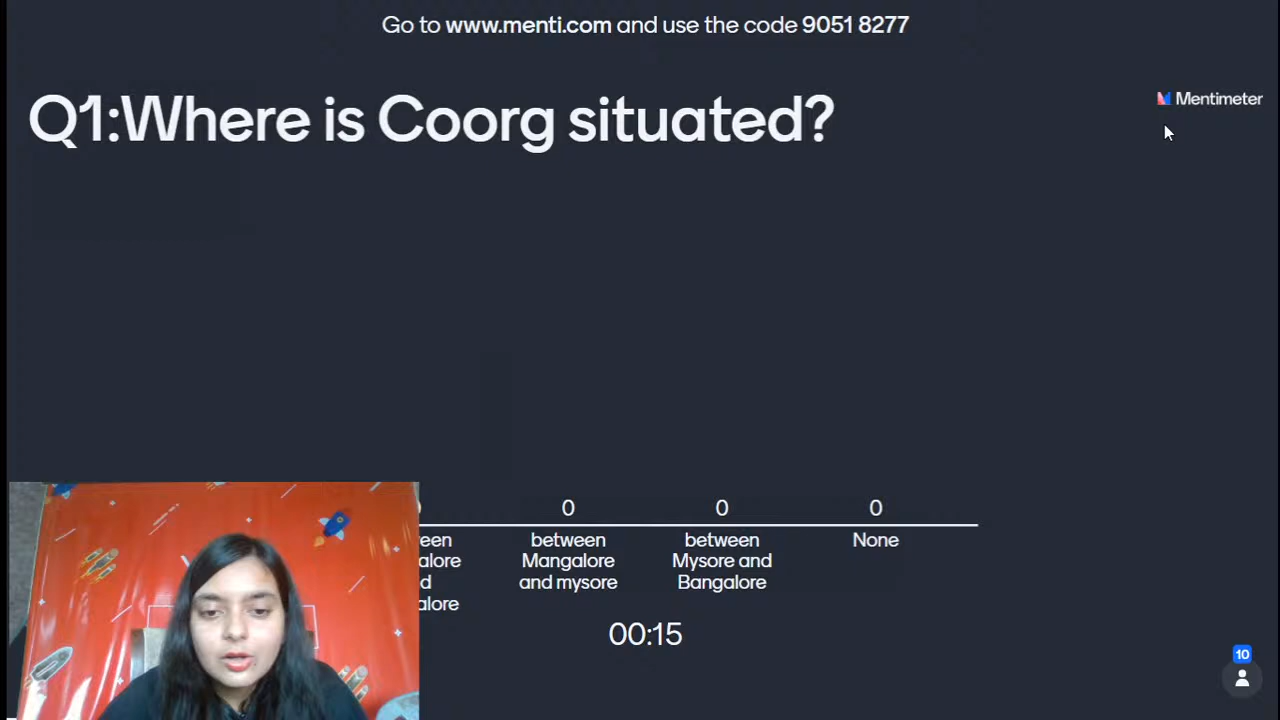 Go to www.menti.com and use the code 9051 8277
Q1:Where is Coorg situated?
Mentimeter
0
0
0
between
Mangalore
and mysore
between
Mysore and
Bangalore
None
00:15
10